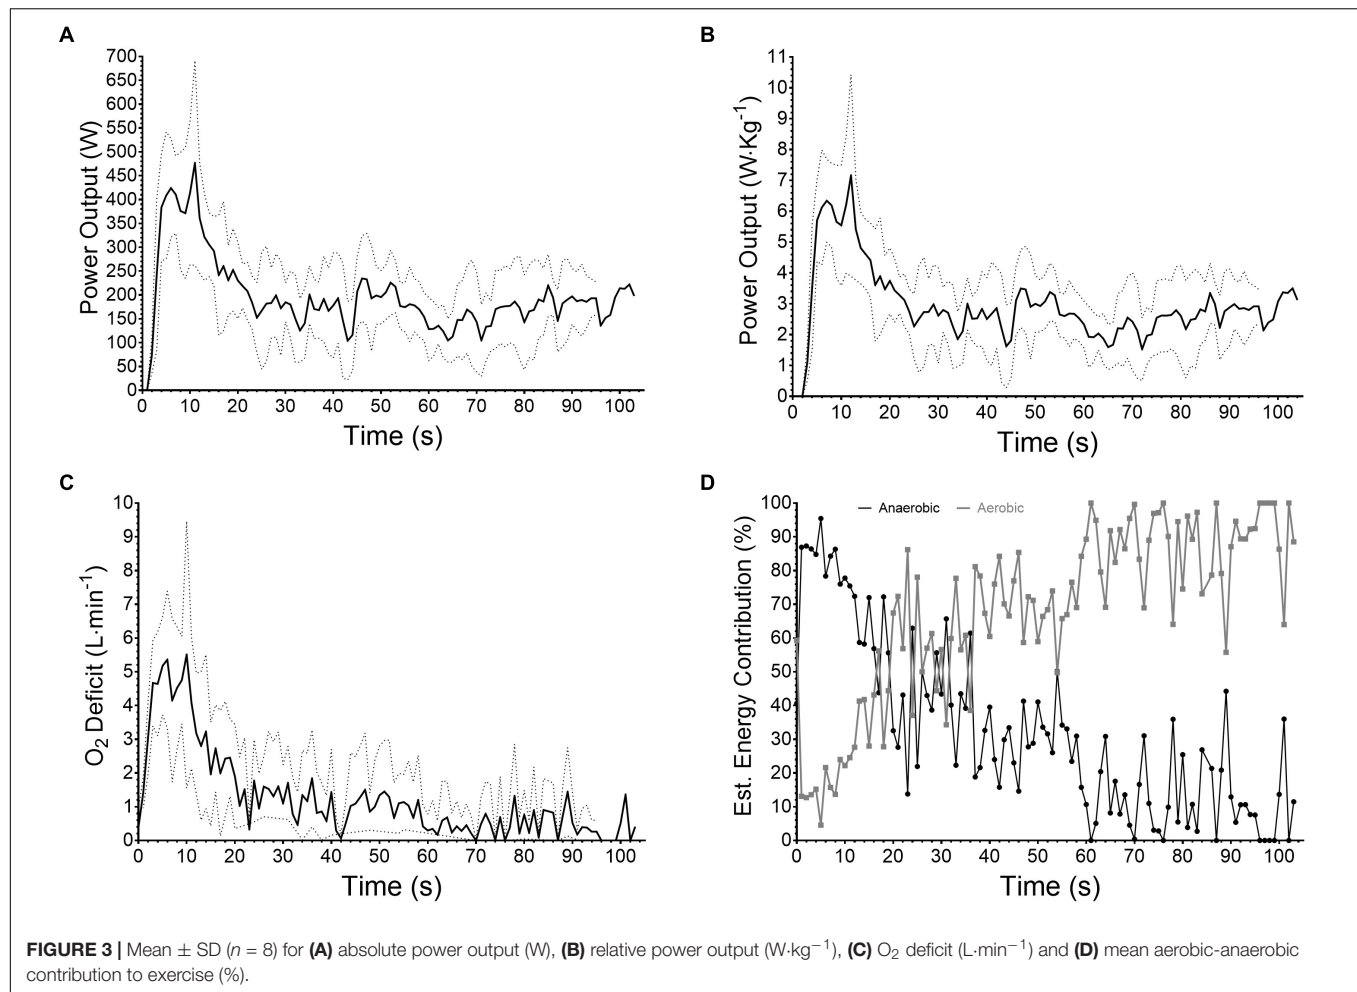 A
700
650
600
550
500
450
400
350
300
250
200
150
100
50
0
Power Output (W)
0 10 20 30 40 50 60 70 80 90 100
Time (s)
B
11
10
9
8
7
6
5
4
3
2
1
0
Power Output (W·Kg⁻¹)
0 10 20 30 40 50 60 70 80 90 100
Time (s)
C
10
9
8
7
6
5
4
3
2
1
0
O₂ Deficit (L·min⁻¹)
0 10 20 30 40 50 60 70 80 90 100
Time (s)
D
100
90
80
70
60
50
40
30
20
10
0
Est. Energy Contribution (%)
Anaerobic Aerobic
0 10 20 30 40 50 60 70 80 90 100
Time (s)
FIGURE 3 | Mean ± SD (n = 8) for (A) absolute power output (W), (B) relative power output (W·kg⁻¹), (C) O₂ deficit (L·min⁻¹) and (D) mean aerobic-anaerobic
contribution to exercise (%).